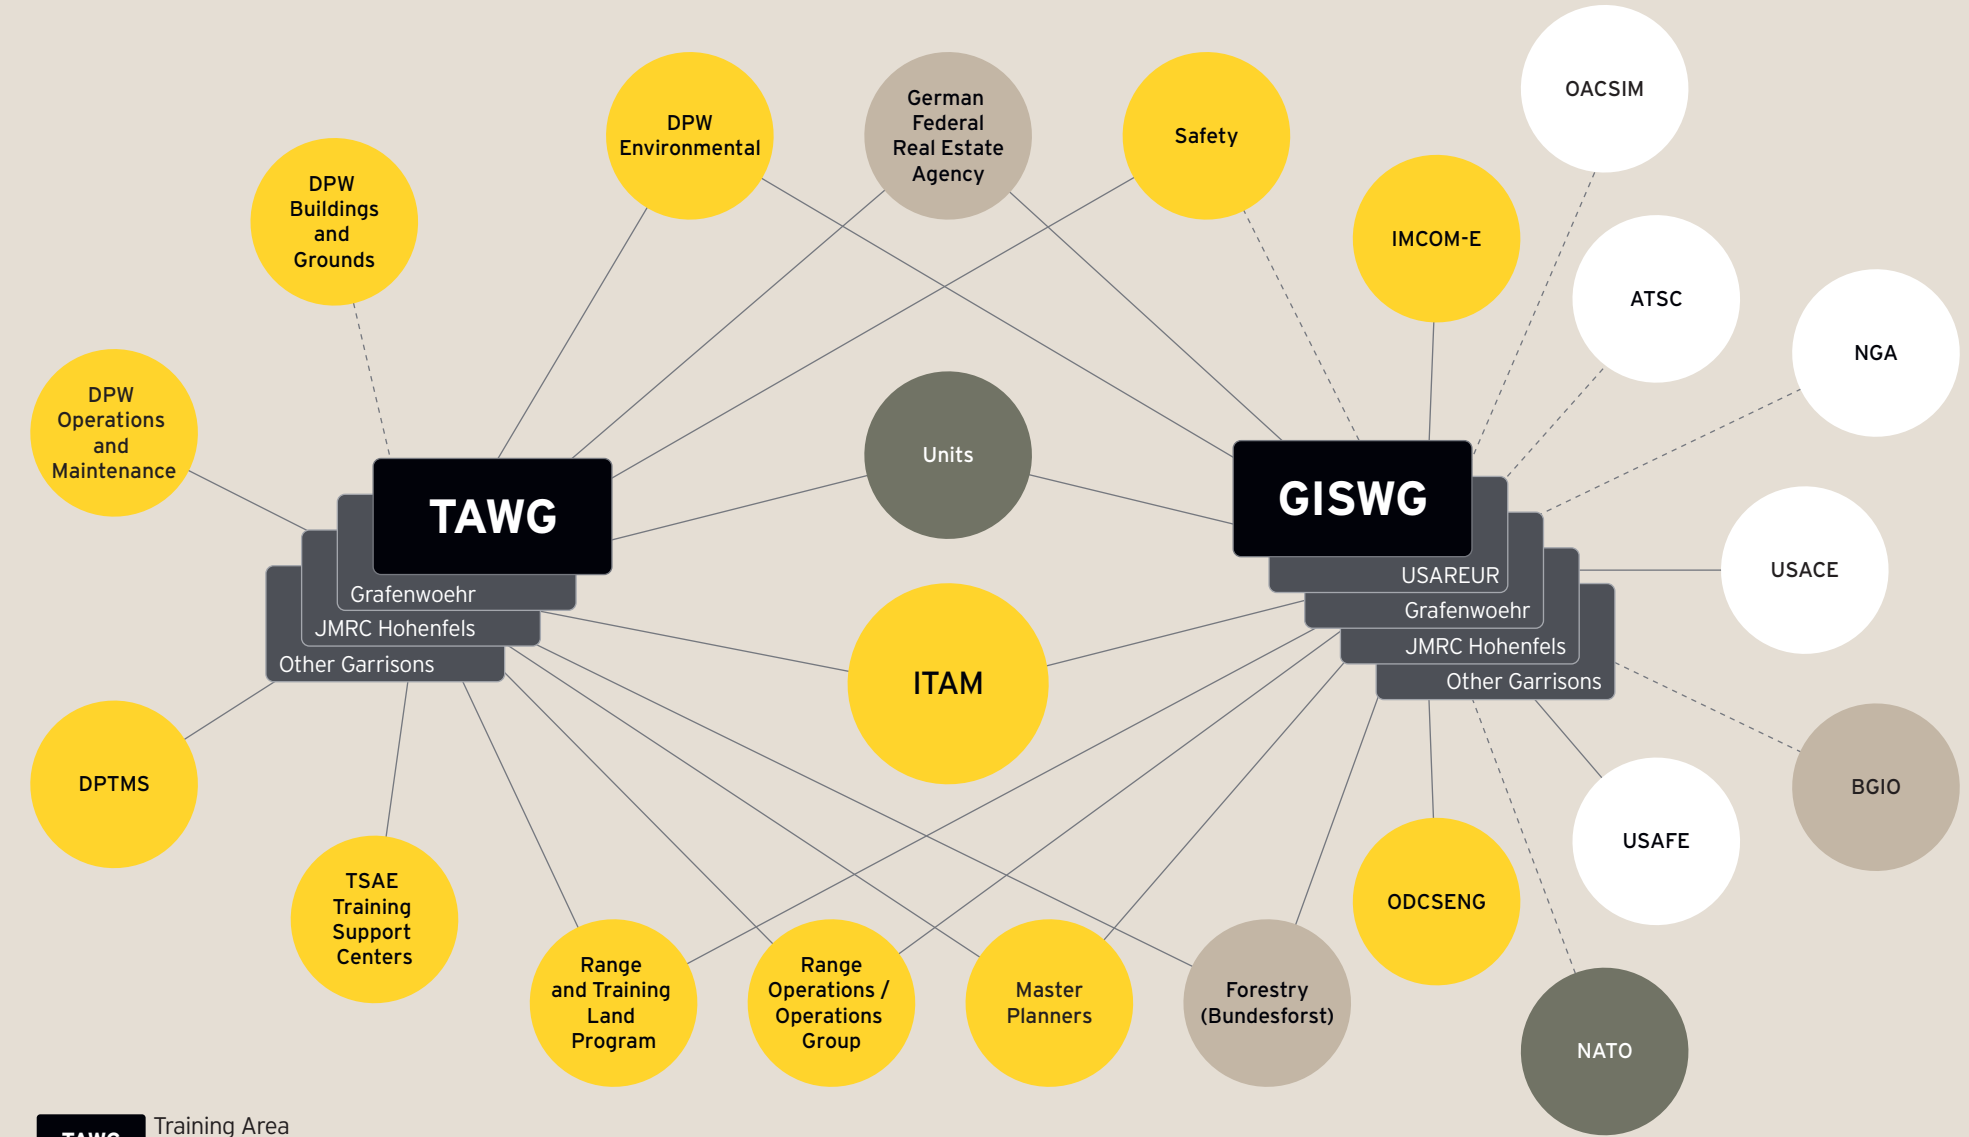 OACSIM
German
Federal
Real Estate
Agency
DPW
Environmental
Safety
DPW
Buildings
and
Grounds
IMCOM-E
ATSC
NGA
DPW
Operations
and
Maintenance
Units
TAWG
GISWG
Grafenwoehr
JMRC Hohenfels
Other Garrisons
USAREUR
Grafenwoehr
JMRC Hohenfels
Other Garrisons
USACE
ITAM
DPTMS
BGIO
USAFE
TSAE
Training
Support
Centers
ODCSENG
Range
and Training
Land
Program
Range
Operations /
Operations
Group
Master
Planners
Forestry
(Bundesforst)
NATO
TAWG
Training Area